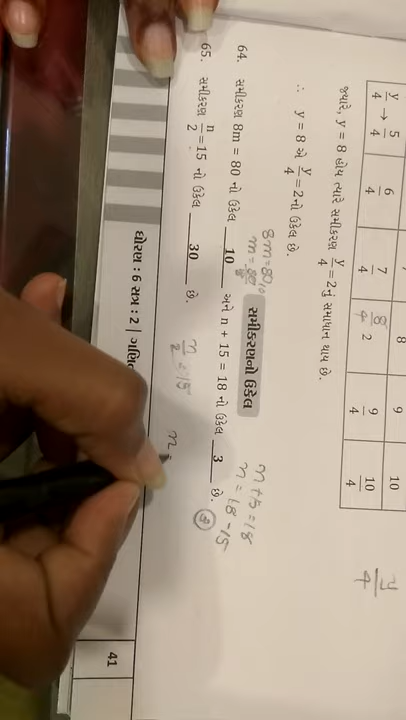 y/4 → 5/4 6/4 7/4 8/4 2 9/4 10/4
8 9 10
જ્યારે, y = 8 હોય ત્યારે સમીકરણ y/4 = 2નું સમાધાન થાય છે.
∴ y = 8 એ y/4 = 2નો ઉકેલ છે.
y/4
સમીકરણનો ઉકેલ
8m = 80
m = 80/8 10
m + 15 = 18
m = 18 - 15
3
64. સમીકરણ 8m = 80 નો ઉકેલ 10 અને n + 15 = 18 નો ઉકેલ 3 છે.
65. સમીકરણ n/2 = 15 નો ઉકેલ 30 છે.
m/2 = 15
m =
ધોરણ : 6 સત્ર : 2 | ગણિત
41